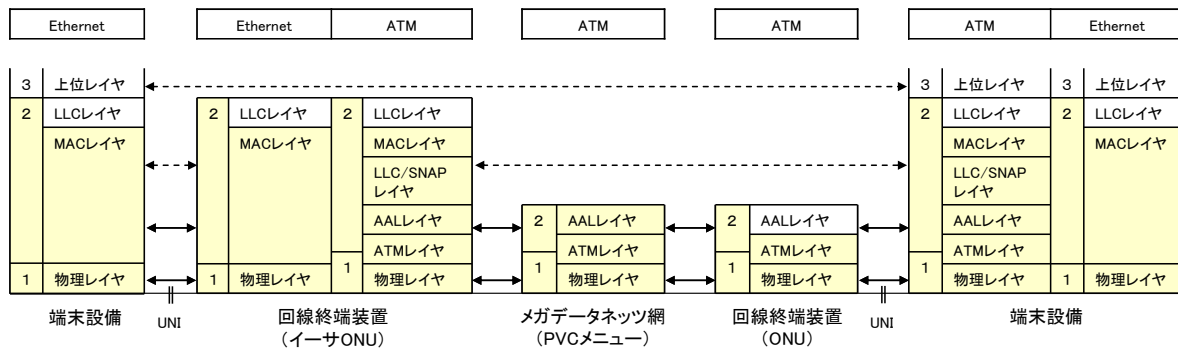 Ethernet
Ethernet ATM
ATM
ATM
ATM Ethernet
3 上位レイヤ
2 LLCレイヤ
MACレイヤ
1 物理レイヤ
端末設備
UNI
2 LLCレイヤ
MACレイヤ
1 物理レイヤ
2 LLCレイヤ
MACレイヤ
LLC/SNAP
レイヤ
AALレイヤ
ATMレイヤ
1 物理レイヤ
回線終端装置
(イーサONU)
2 AALレイヤ
ATMレイヤ
1 物理レイヤ
メガデータネッツ網
(PVCメニュー)
2 AALレイヤ
ATMレイヤ
1 物理レイヤ
回線終端装置
(ONU)
UNI
3 上位レイヤ
2 LLCレイヤ
MACレイヤ
LLC/SNAP
レイヤ
AALレイヤ
ATMレイヤ
1 物理レイヤ
3 上位レイヤ
2 LLCレイヤ
MACレイヤ
1 物理レイヤ
端末設備